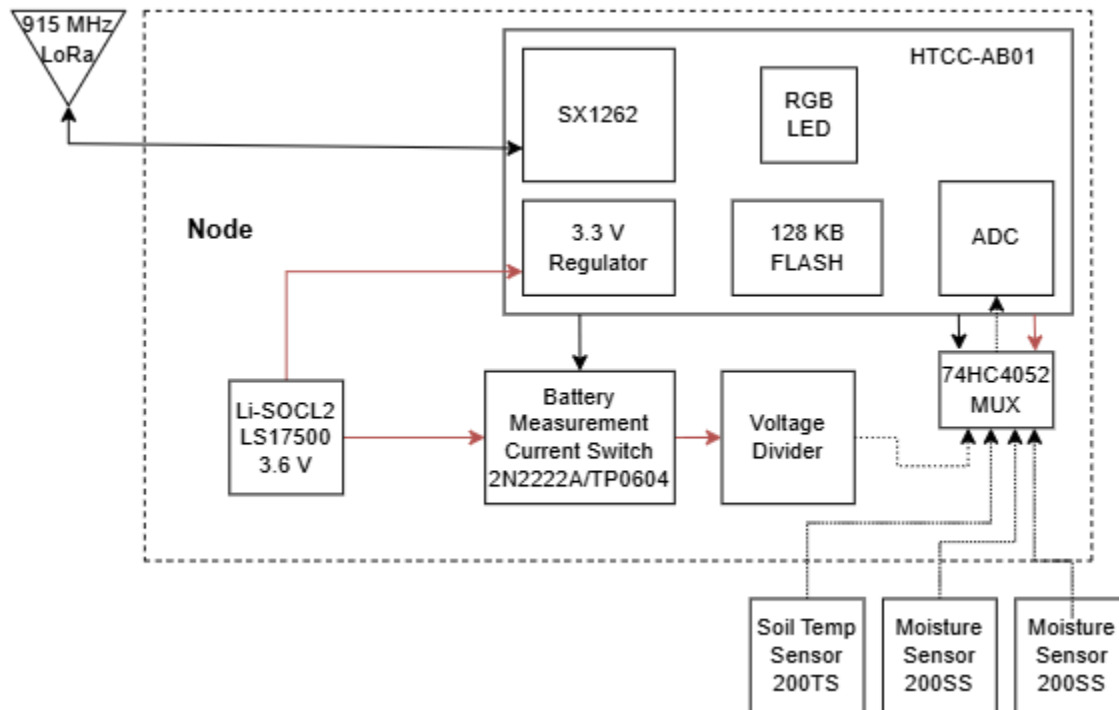 915 MHz
LoRa
HTCC-AB01
SX1262
RGB
LED
Node
3.3 V
Regulator
128 KB
FLASH
ADC
Li-SOCL2
LS17500
3.6 V
Battery
Measurement
Current Switch
2N2222A/TP0604
Voltage
Divider
74HC4052
MUX
Soil Temp
Sensor
200TS
Moisture
Sensor
200SS
Moisture
Sensor
200SS